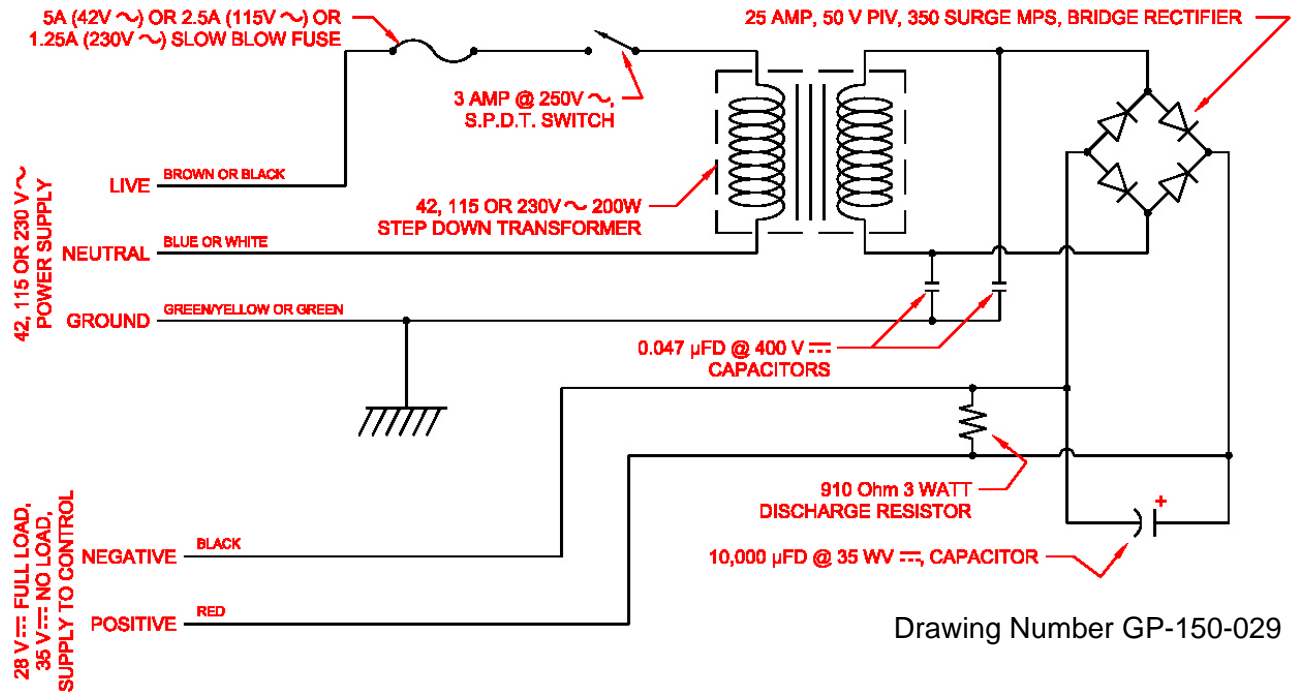 5A (42V ～) OR 2.5A (115V ～) OR
1.25A (230V ～) SLOW BLOW FUSE
25 AMP, 50 V PIV, 350 SURGE MPS, BRIDGE RECTIFIER
3 AMP @ 250V ～,
S.P.D.T. SWITCH
42, 115 OR 230 V ～
POWER SUPPLY
LIVE
BROWN OR BLACK
42, 115 OR 230V ～ 200W
STEP DOWN TRANSFORMER
NEUTRAL
BLUE OR WHITE
GROUND
GREEN/YELLOW OR GREEN
0.047 µFD @ 400 V ⎓
CAPACITORS
910 Ohm 3 WATT
DISCHARGE RESISTOR
+
10,000 µFD @ 35 WV ⎓, CAPACITOR
28 V ⎓ FULL LOAD,
35 V ⎓ NO LOAD,
SUPPLY TO CONTROL
NEGATIVE
BLACK
POSITIVE
RED
Drawing Number GP-150-029